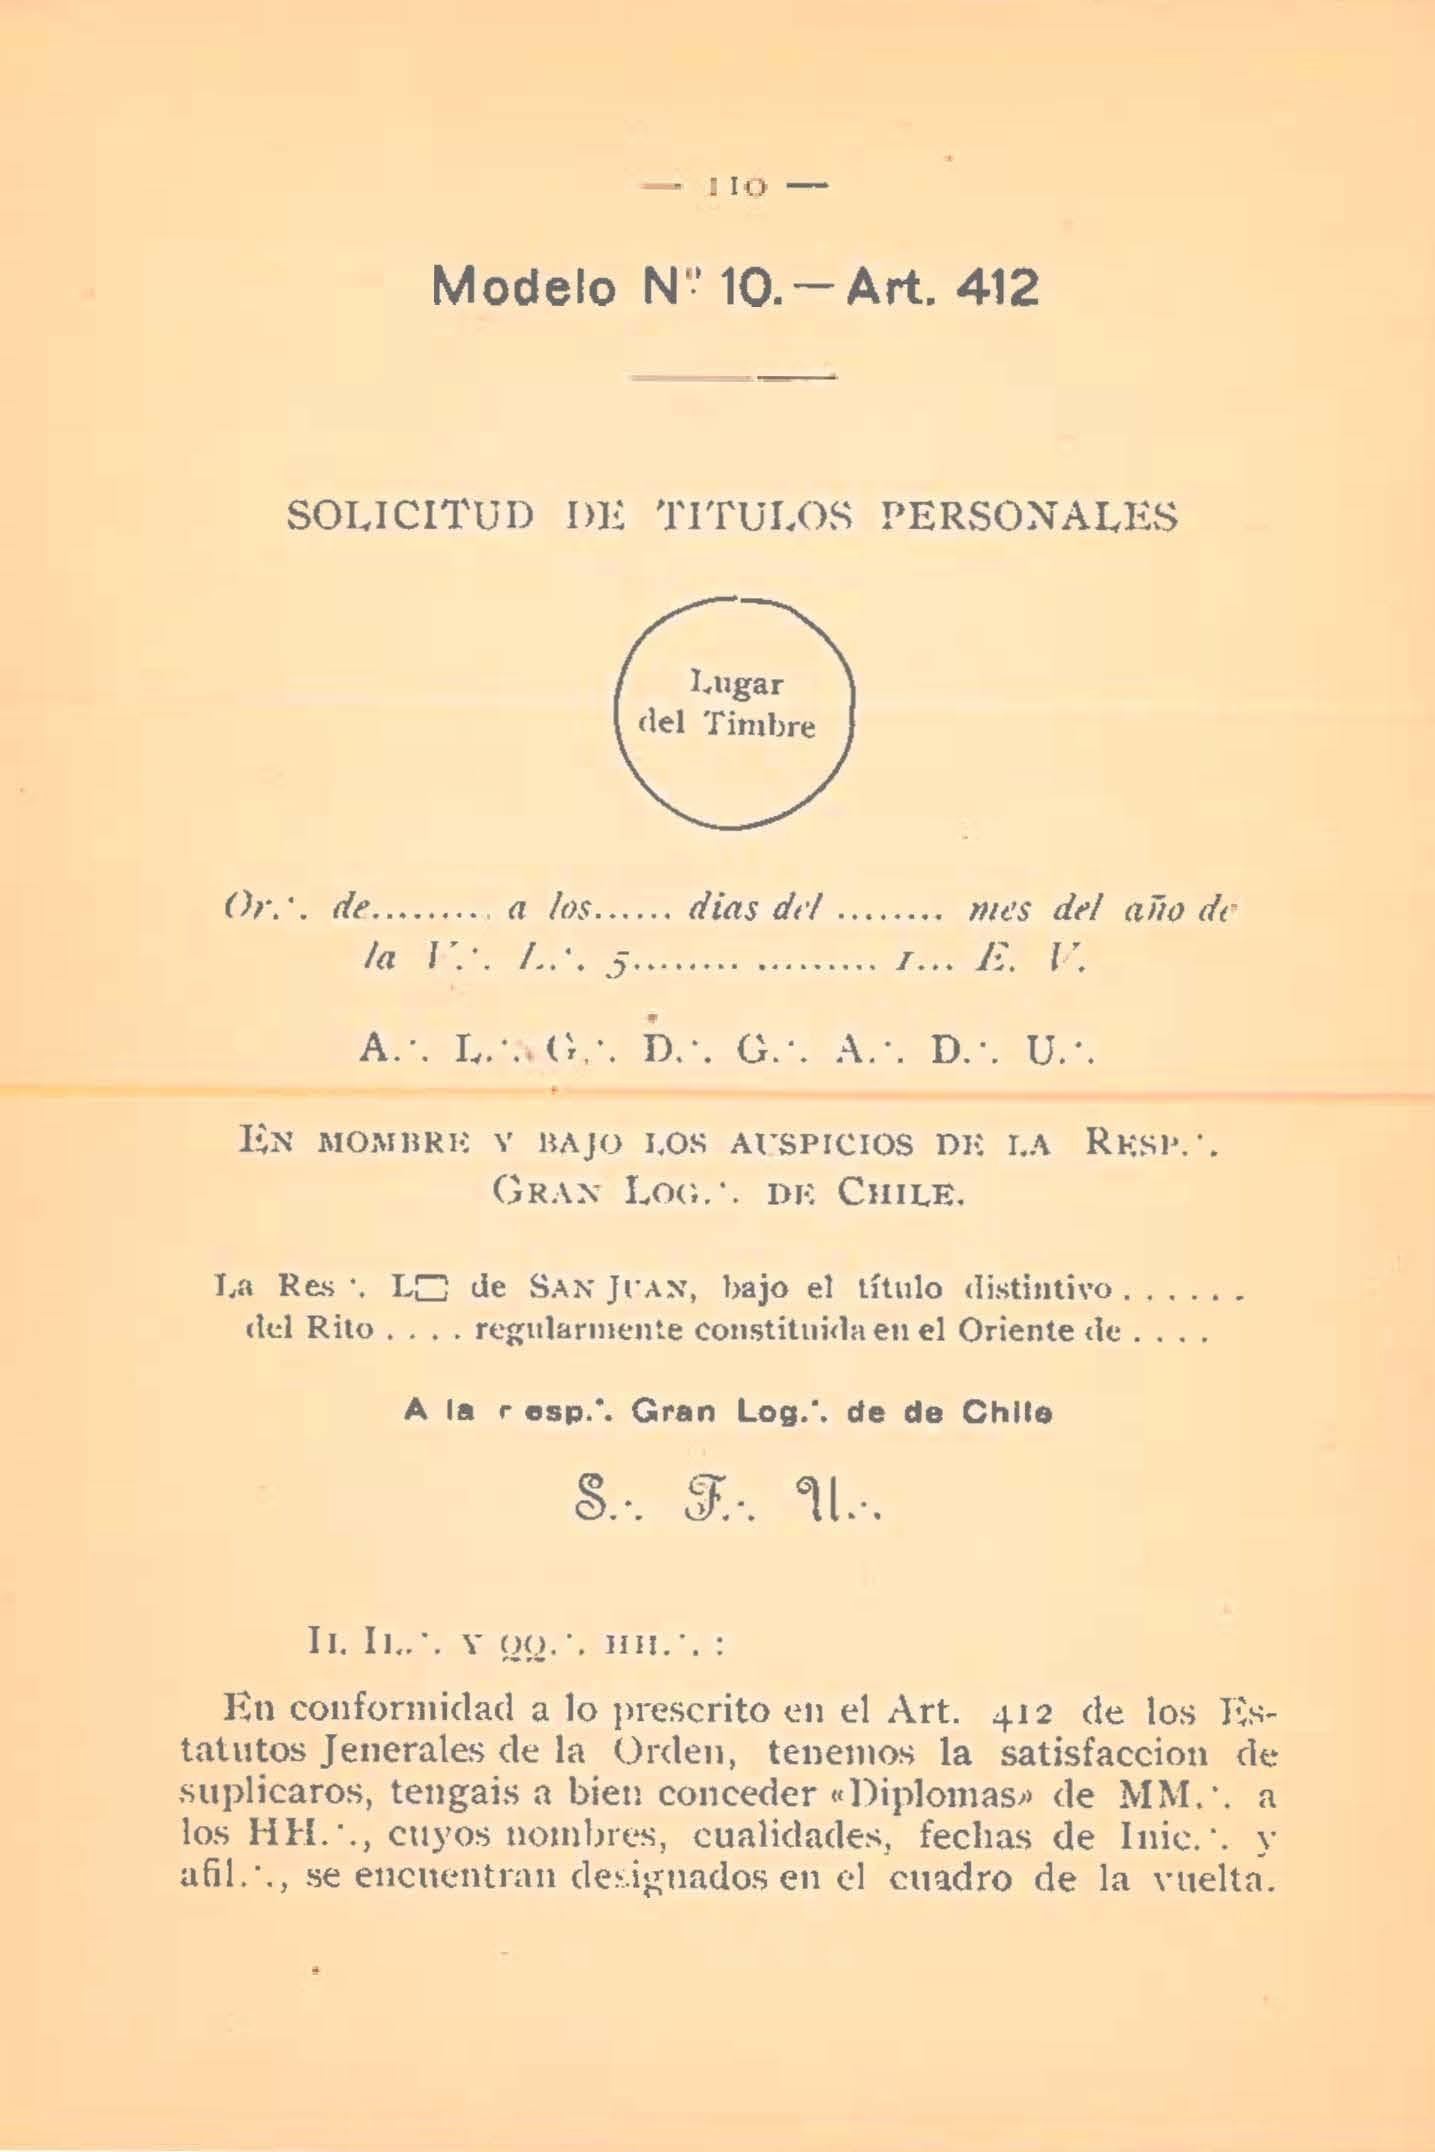 — 110 —
Modelo N.º 10.—Art. 412
SOLICITUD DE TITULOS PERSONALES
Lugar
del Timbre
Or.∴ de.......... a los...... dias del ........ mes del año de
la V.∴ L.∴ 5......... .......... 1... E. V.
A.∴ L.∴ G.∴ D.∴ G.∴ A.∴ D.∴ U.∴
EN MOMBRE Y BAJO LOS AUSPICIOS DE LA RESP.∴
GRAN LOG.∴ DE CHILE.
La Res ∴ L▭ de SAN JUAN, bajo el título distintivo ......
del Rito .... regularmente constituida en el Oriente de ....
A la r esp.∴ Gran Log.∴ de de Chile
S.∴ F.∴ U.∴
II. IL.∴ Y QQ.∴ HH.∴ :
En conformidad a lo prescrito en el Art. 412 de los Es-
tatutos Jenerales de la Orden, tenemos la satisfaccion de
suplicaros, tengais a bien conceder «Diplomas» de MM.∴ a
los HH.∴, cuyos nombres, cualidades, fechas de Inic.∴ y
afil.∴, se encuentran designados en el cuadro de la vuelta.